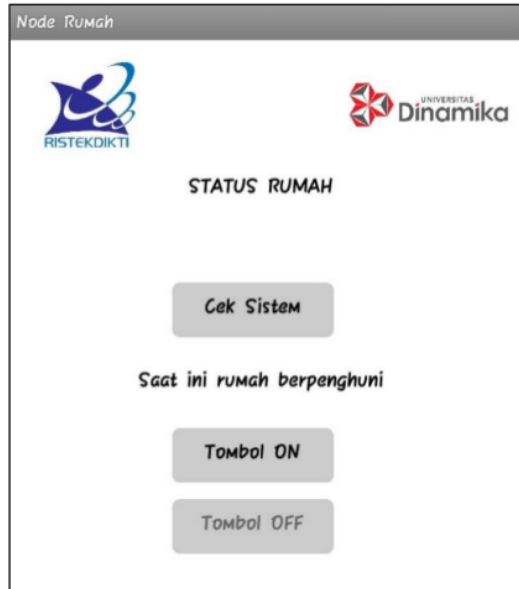 Node Rumah
RISTEKDIKTI
UNIVERSITAS
Dinamika
STATUS RUMAH
Cek Sistem
Saat ini rumah berpenghuni
Tombol ON
Tombol OFF